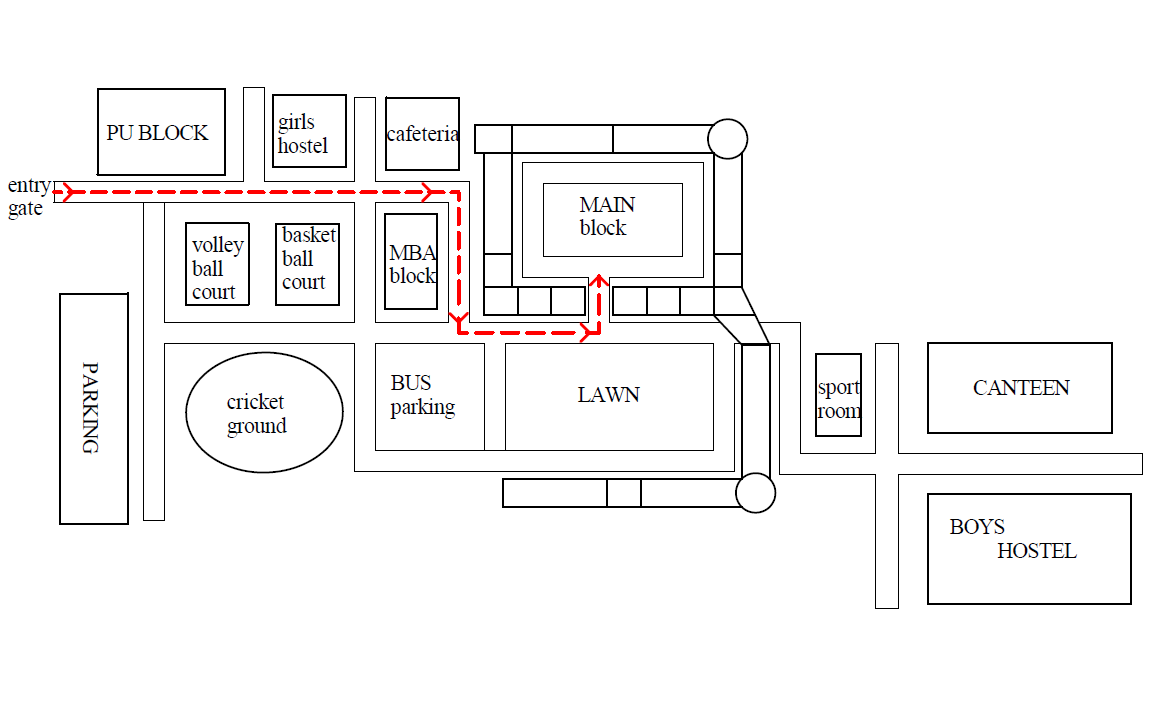 PU BLOCK
girls
hostel
cafeteria
entry
gate
MAIN
block
volley
ball
court
basket
ball
court
MBA
block
PARKING
cricket
ground
BUS
parking
LAWN
sport
room
CANTEEN
BOYS
HOSTEL